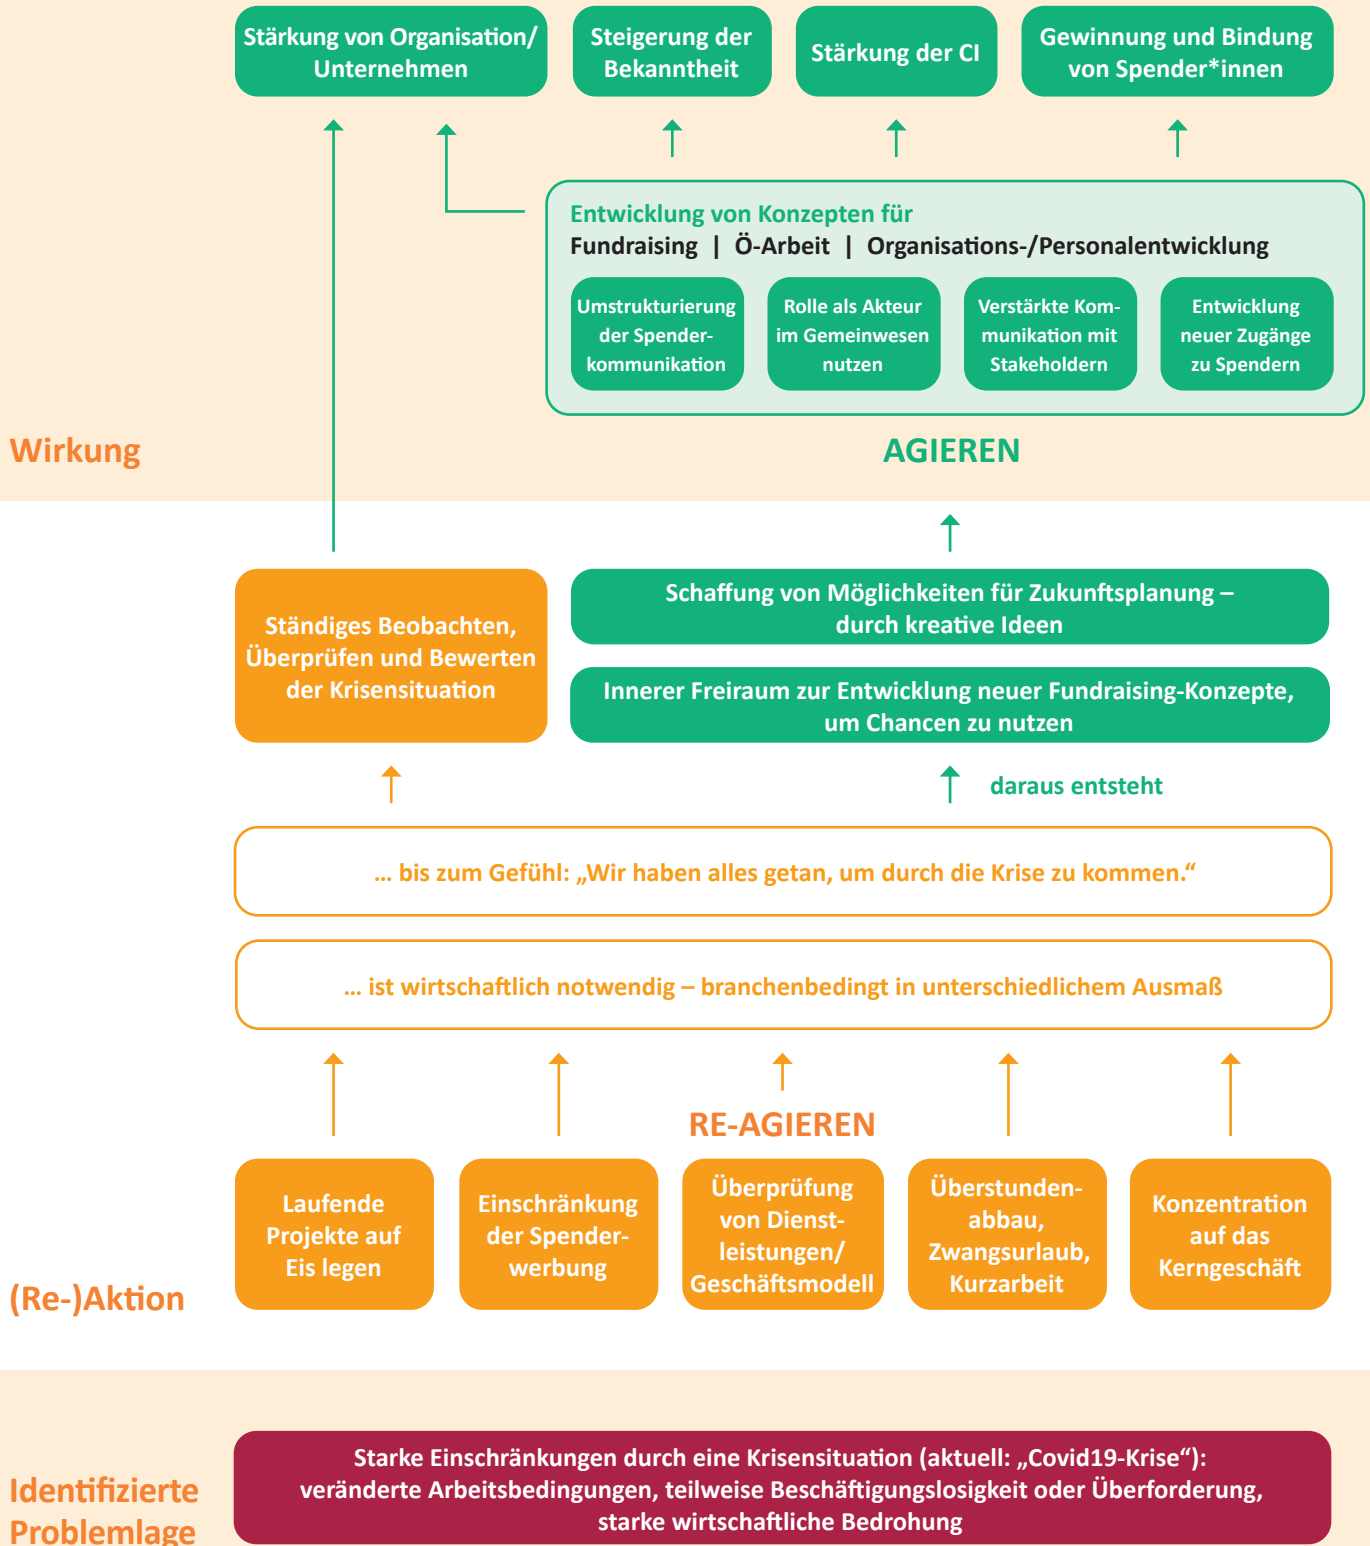 Stärkung von Organisation/
Unternehmen
Steigerung der
Bekanntheit
Stärkung der CI
Gewinnung und Bindung
von Spender*innen
Entwicklung von Konzepten für
Fundraising | Ö-Arbeit | Organisations-/Personalentwicklung
Umstrukturierung
der Spender-
kommunikation
Rolle als Akteur
im Gemeinwesen
nutzen
Verstärkte Kom-
munikation mit
Stakeholdern
Entwicklung
neuer Zugänge
zu Spendern
Wirkung
AGIEREN
Ständiges Beobachten,
Überprüfen und Bewerten
der Krisensituation
Schaffung von Möglichkeiten für Zukunftsplanung –
durch kreative Ideen
Innerer Freiraum zur Entwicklung neuer Fundraising-Konzepte,
um Chancen zu nutzen
daraus entsteht
... bis zum Gefühl: „Wir haben alles getan, um durch die Krise zu kommen.“
... ist wirtschaftlich notwendig – branchenbedingt in unterschiedlichem Ausmaß
RE-AGIEREN
Laufende
Projekte auf
Eis legen
Einschränkung
der Spender-
werbung
Überprüfung
von Dienst-
leistungen/
Geschäftsmodell
Überstunden-
abbau,
Zwangsurlaub,
Kurzarbeit
Konzentration
auf das
Kerngeschäft
(Re-)Aktion
Identifizierte
Problemlage
Starke Einschränkungen durch eine Krisensituation (aktuell: „Covid19-Krise“):
veränderte Arbeitsbedingungen, teilweise Beschäftigungslosigkeit oder Überforderung,
starke wirtschaftliche Bedrohung